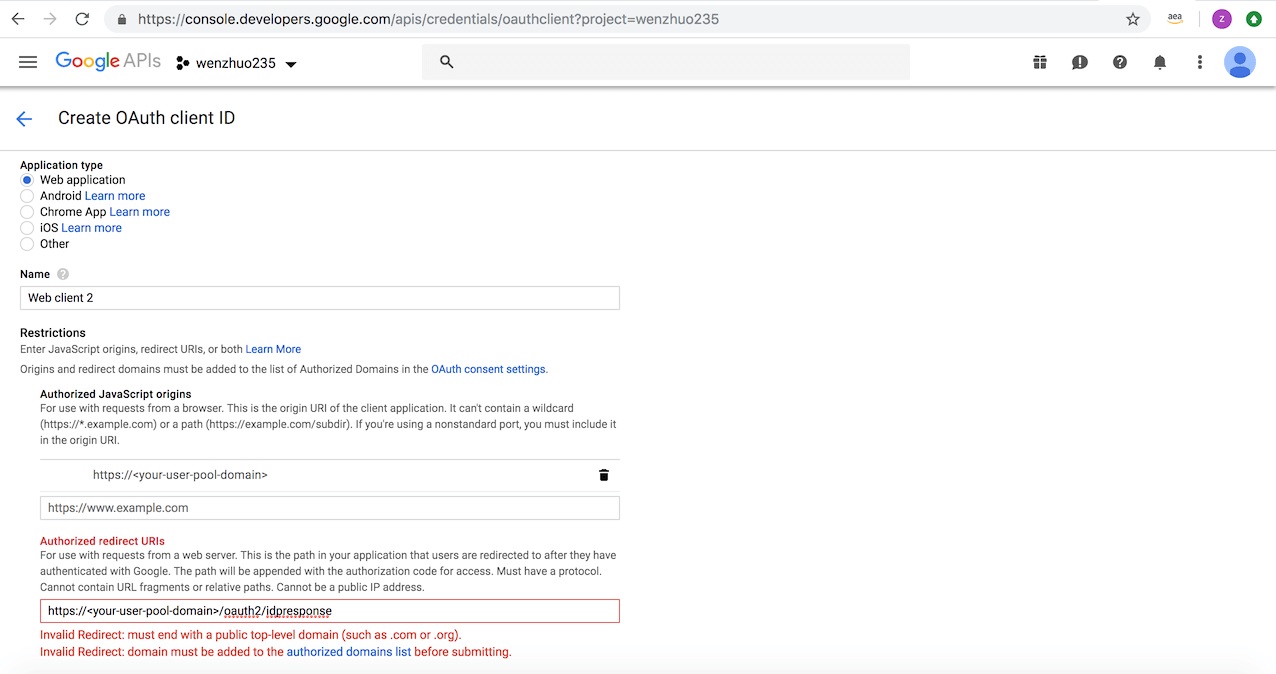 https://console.developers.google.com/apis/credentials/oauthclient?project=wenzhuo235
aea
z
Google APIs
wenzhuo235
Create OAuth client ID
Application type
Web application
Android Learn more
Chrome App Learn more
iOS Learn more
Other
Name ?
Web client 2
Restrictions
Enter JavaScript origins, redirect URIs, or both Learn More
Origins and redirect domains must be added to the list of Authorized Domains in the OAuth consent settings.
Authorized JavaScript origins
For use with requests from a browser. This is the origin URI of the client application. It can't contain a wildcard
(https://*.example.com) or a path (https://example.com/subdir). If you're using a nonstandard port, you must include it
in the origin URI.
https://<your-user-pool-domain>
https://www.example.com
Authorized redirect URIs
For use with requests from a web server. This is the path in your application that users are redirected to after they have
authenticated with Google. The path will be appended with the authorization code for access. Must have a protocol.
Cannot contain URL fragments or relative paths. Cannot be a public IP address.
https://<your-user-pool-domain>/oauth2/idpresponse
Invalid Redirect: must end with a public top-level domain (such as .com or .org).
Invalid Redirect: domain must be added to the authorized domains list before submitting.